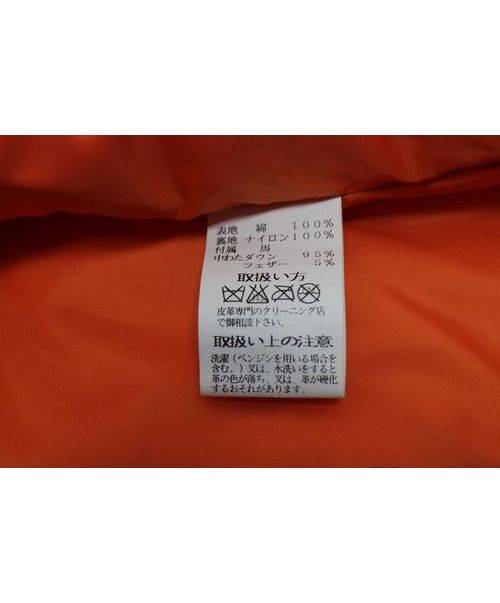 表地 綿 100%
裏地 ナイロン100%
付属 馬
中わたダウン 95%
フェザー 5%
取扱い方
皮革専門のクリーニング店
で御相談下さい。
取扱い上の注意
洗濯(ベンジンを用いる場合を
含む。)又は、水洗いをすると
革の色が落ち、又は、革が硬化
するおそれがあります。